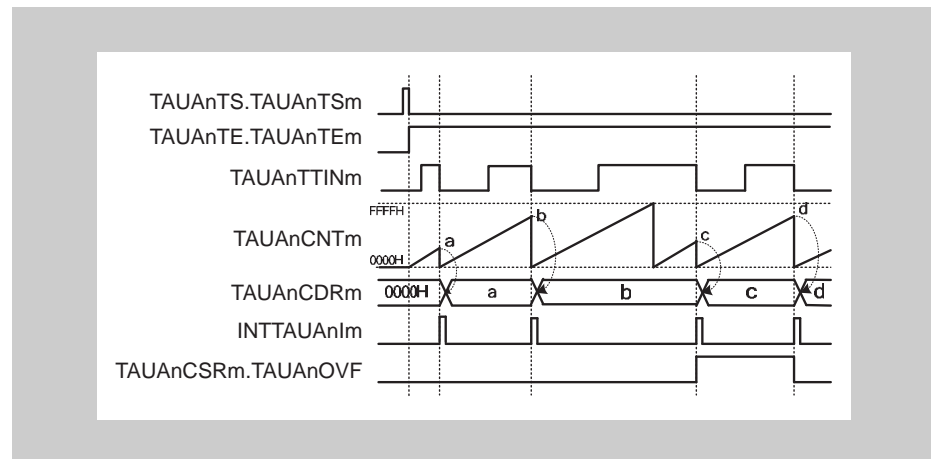 TAUAnTS.TAUAnTSm
TAUAnTE.TAUAnTEm
TAUAnTTINm
FFFFH
TAUAnCNTm
a
b
c
d
0000H
TAUAnCDRm
0000H
a
b
c
d
INTTAUAnIm
TAUAnCSRm.TAUAnOVF